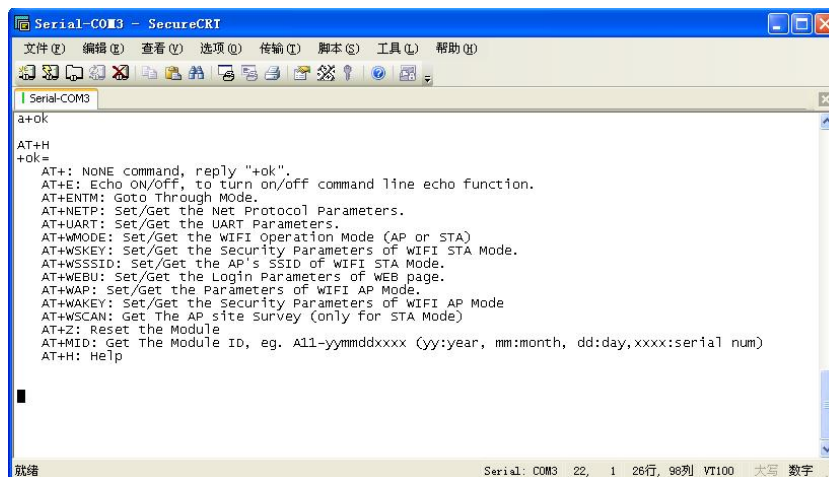 Serial-COM3 - SecureCRT
文件(F) 编辑(E) 查看(V) 选项(O) 传输(T) 脚本(S) 工具(L) 帮助(H)
Serial-COM3
a+ok
AT+H
+ok=
AT+: NONE command, reply "+ok".
AT+E: Echo ON/Off, to turn on/off command line echo function.
AT+ENTM: Goto Through MOde.
AT+NETP: Set/Get the Net Protocol Parameters.
AT+UART: Set/Get the UART Parameters.
AT+WMODE: Set/Get the WIFI Operation Mode (AP or STA)
AT+WSKEY: Set/Get the Security Parameters of WIFI STA Mode.
AT+WSSSID: Set/Get the AP's SSID of WIFI STA Mode.
AT+WEBU: Set/Get the Login Parameters of WEB page.
AT+WAP: Set/Get the Parameters of WIFI AP Mode.
AT+WAKEY: Set/Get the Security Parameters of WIFI AP Mode
AT+WSCAN: Get The AP site Survey (only for STA Mode)
AT+Z: Reset the Module
AT+MID: Get The Module ID, eg. A11-yymmddxxxx (yy:year, mm:month, dd:day,xxxx:serial num)
AT+H: Help
就绪 Serial: COM3 22, 1 26行, 98列 VT100 大写 数字